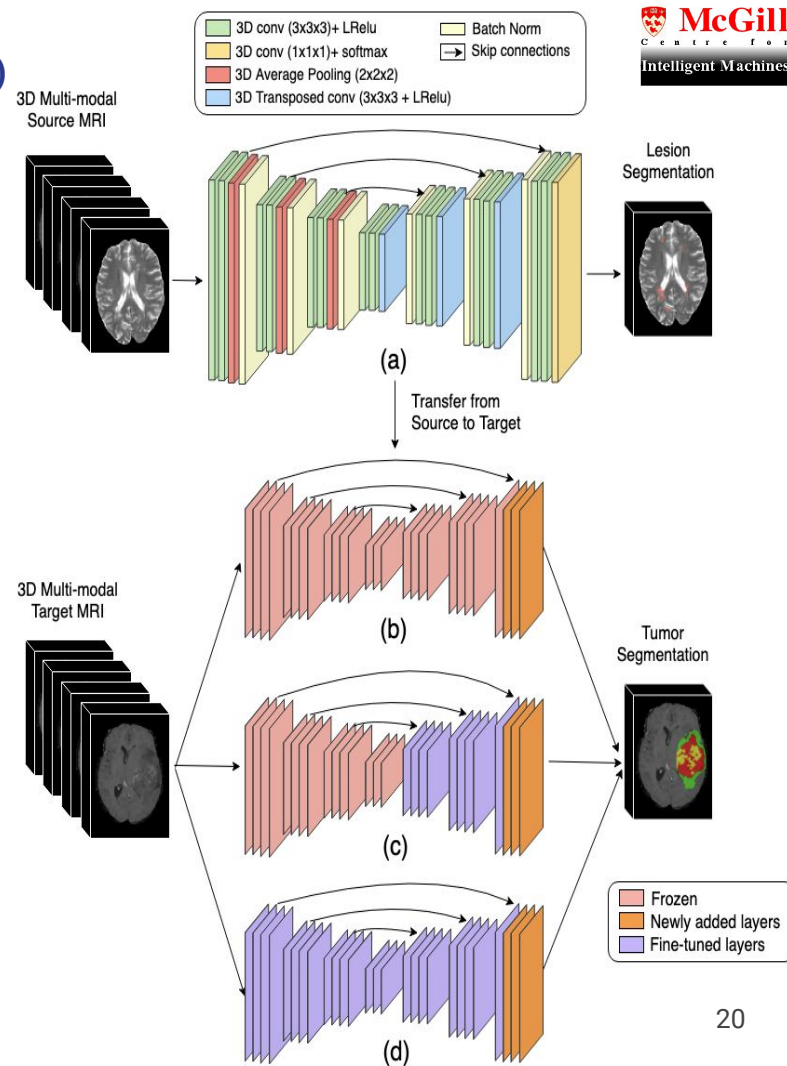 3D conv (3x3x3)+ LRelu
3D conv (1x1x1)+ softmax
3D Average Pooling (2x2x2)
3D Transposed conv (3x3x3 + LRelu)
Batch Norm
Skip connections
McGill
Centre for
Intelligent Machines
)
3D Multi-modal
Source MRI
Lesion
Segmentation
(a)
Transfer from
Source to Target
(b)
3D Multi-modal
Target MRI
Tumor
Segmentation
(c)
Frozen
Newly added layers
Fine-tuned layers
(d)
20